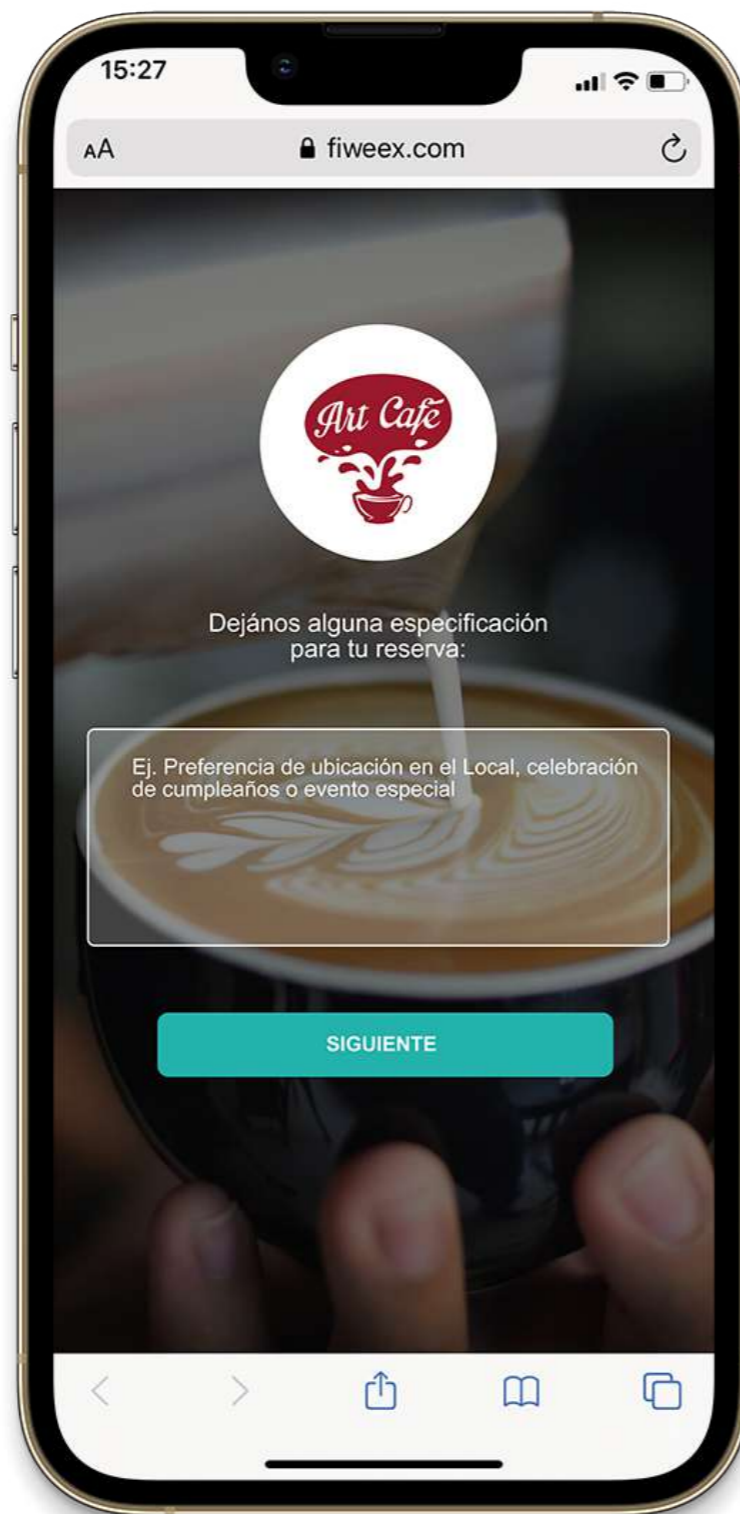 15:27
AA
fiweex.com
Art Café
Dejános alguna especificación
para tu reserva:
Ej. Preferencia de ubicación en el Local, celebración
de cumpleaños o evento especial
SIGUIENTE